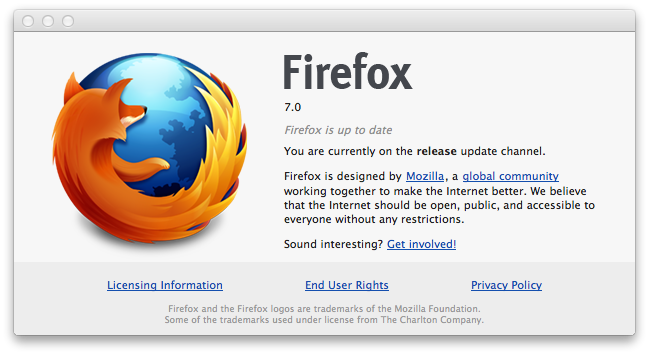 Firefox
7.0
Firefox is up to date
You are currently on the release update channel.
Firefox is designed by Mozilla, a global community
working together to make the Internet better. We believe
that the Internet should be open, public, and accessible to
everyone without any restrictions.
Sound interesting? Get involved!
Licensing Information End User Rights Privacy Policy
Firefox and the Firefox logos are trademarks of the Mozilla Foundation.
Some of the trademarks used under license from The Charlton Company.